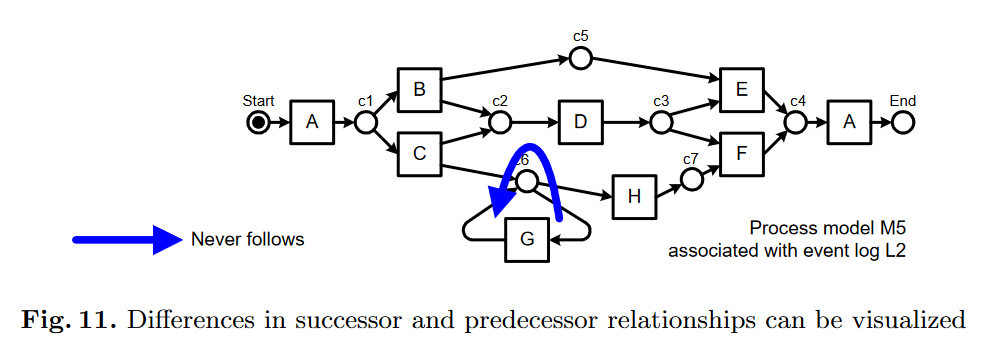 c5
B
E
Start
c1
c2
c3
c4
End
A
D
A
C
F
c6
c7
H
G
Never follows
Process model M5
associated with event log L2
Fig. 11. Differences in successor and predecessor relationships can be visualized